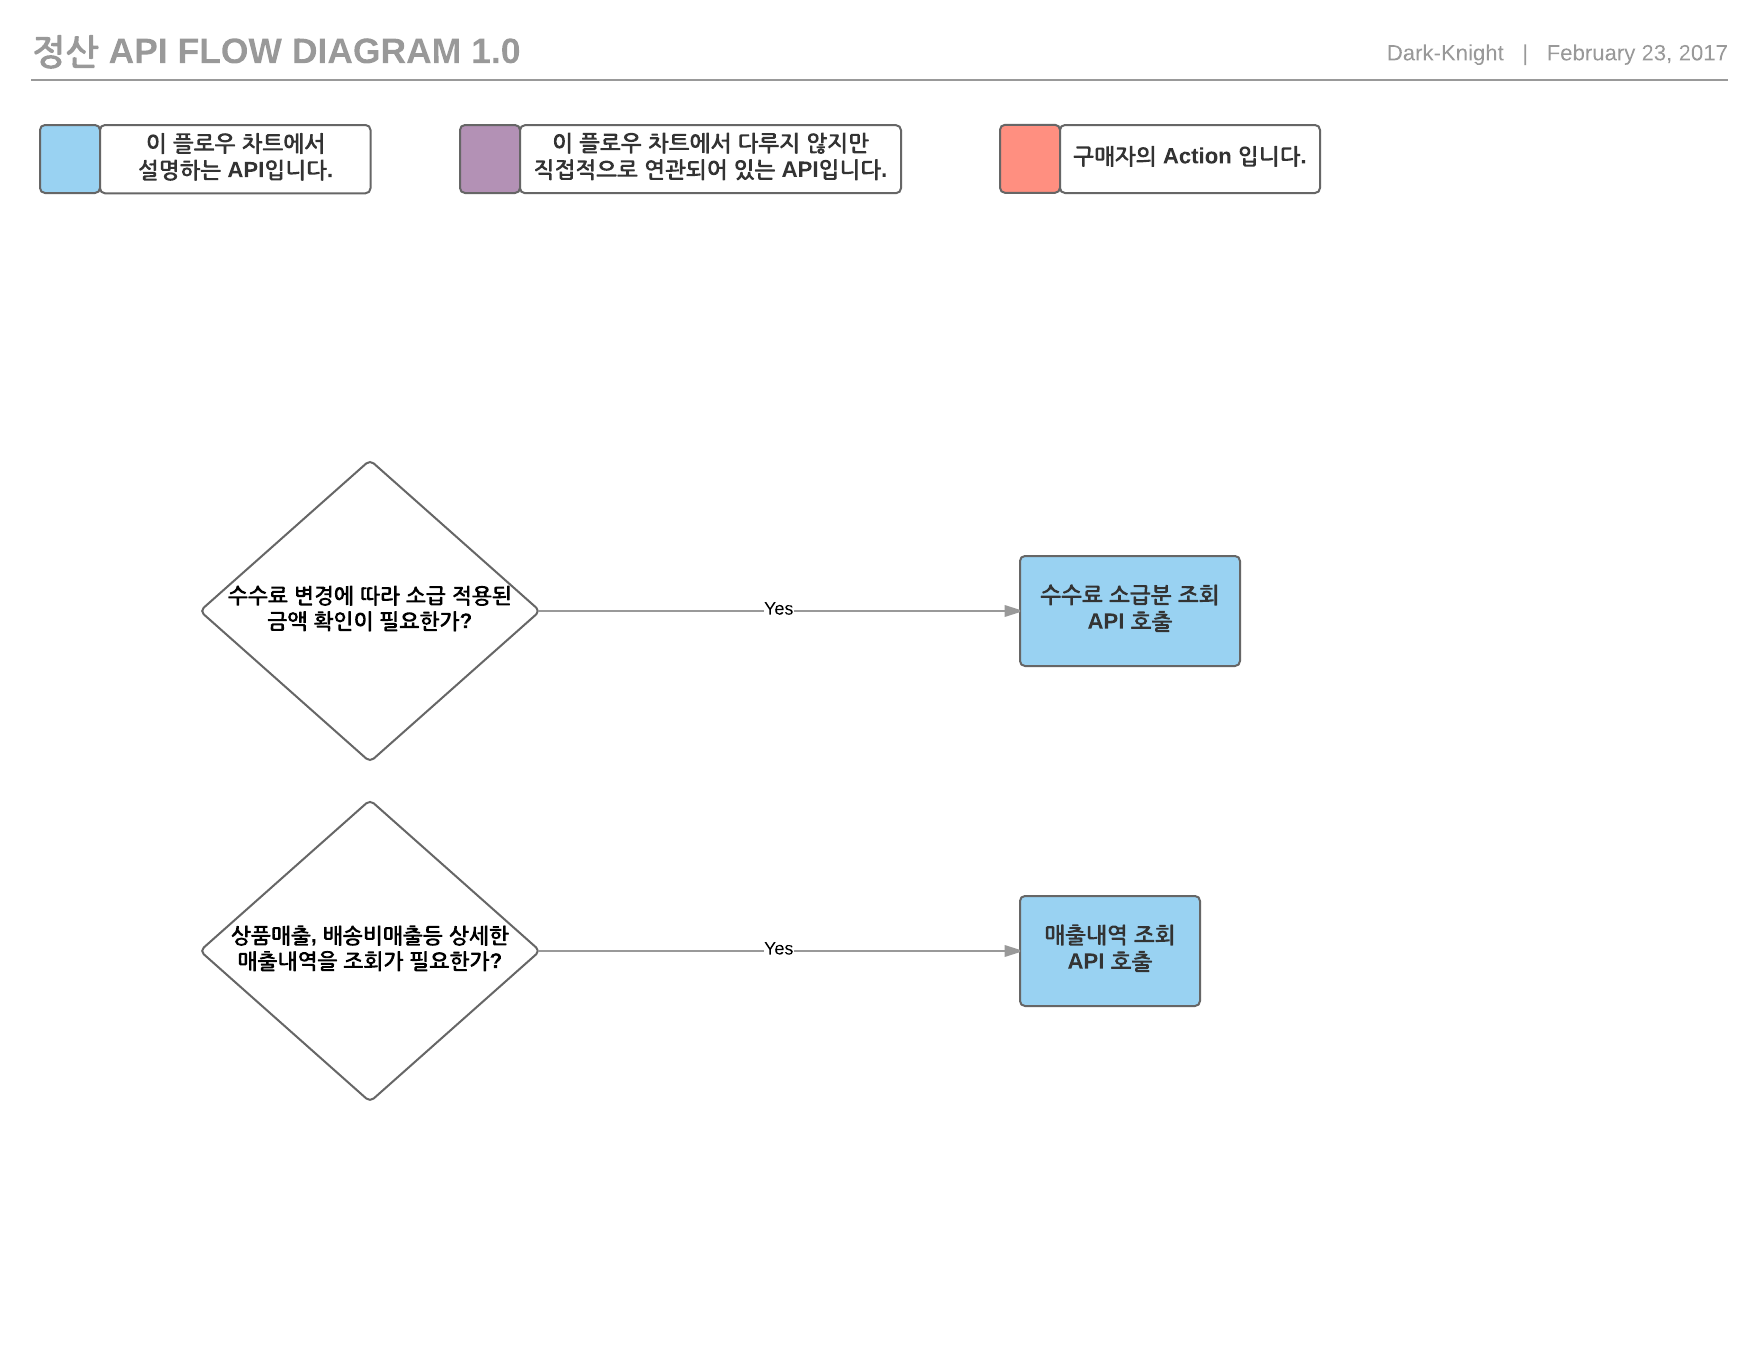 정산 API FLOW DIAGRAM 1.0
Dark-Knight | February 23, 2017
이 플로우 차트에서
설명하는 API입니다.
이 플로우 차트에서 다루지 않지만
직접적으로 연관되어 있는 API입니다.
구매자의 Action 입니다.
수수료 변경에 따라 소급 적용된
금액 확인이 필요한가?
Yes
수수료 소급분 조회
API 호출
상품매출, 배송비매출등 상세한
매출내역을 조회가 필요한가?
Yes
매출내역 조회
API 호출